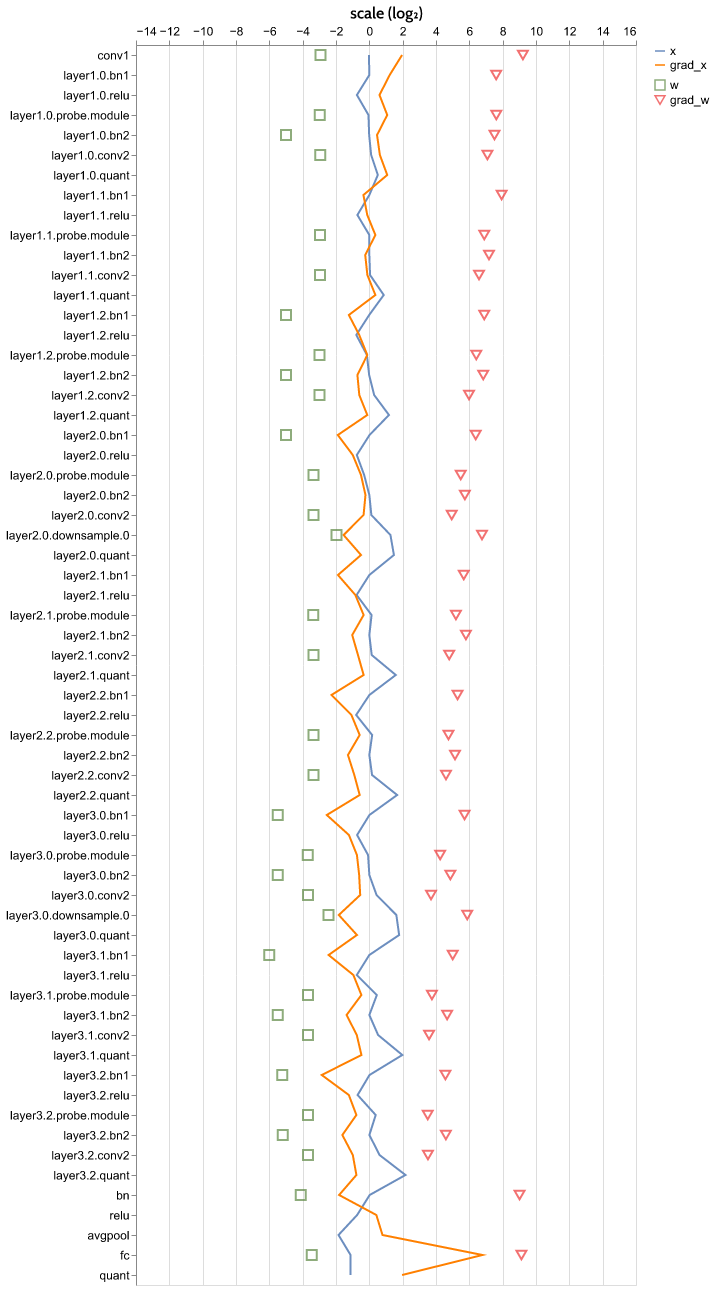 scale (log₂)
−14 −12 −10 −8 −6 −4 −2 0 2 4 6 8 10 12 14 16
x
grad_x
w
grad_w
conv1
layer1.0.bn1
layer1.0.relu
layer1.0.probe.module
layer1.0.bn2
layer1.0.conv2
layer1.0.quant
layer1.1.bn1
layer1.1.relu
layer1.1.probe.module
layer1.1.bn2
layer1.1.conv2
layer1.1.quant
layer1.2.bn1
layer1.2.relu
layer1.2.probe.module
layer1.2.bn2
layer1.2.conv2
layer1.2.quant
layer2.0.bn1
layer2.0.relu
layer2.0.probe.module
layer2.0.bn2
layer2.0.conv2
layer2.0.downsample.0
layer2.0.quant
layer2.1.bn1
layer2.1.relu
layer2.1.probe.module
layer2.1.bn2
layer2.1.conv2
layer2.1.quant
layer2.2.bn1
layer2.2.relu
layer2.2.probe.module
layer2.2.bn2
layer2.2.conv2
layer2.2.quant
layer3.0.bn1
layer3.0.relu
layer3.0.probe.module
layer3.0.bn2
layer3.0.conv2
layer3.0.downsample.0
layer3.0.quant
layer3.1.bn1
layer3.1.relu
layer3.1.probe.module
layer3.1.bn2
layer3.1.conv2
layer3.1.quant
layer3.2.bn1
layer3.2.relu
layer3.2.probe.module
layer3.2.bn2
layer3.2.conv2
layer3.2.quant
bn
relu
avgpool
fc
quant